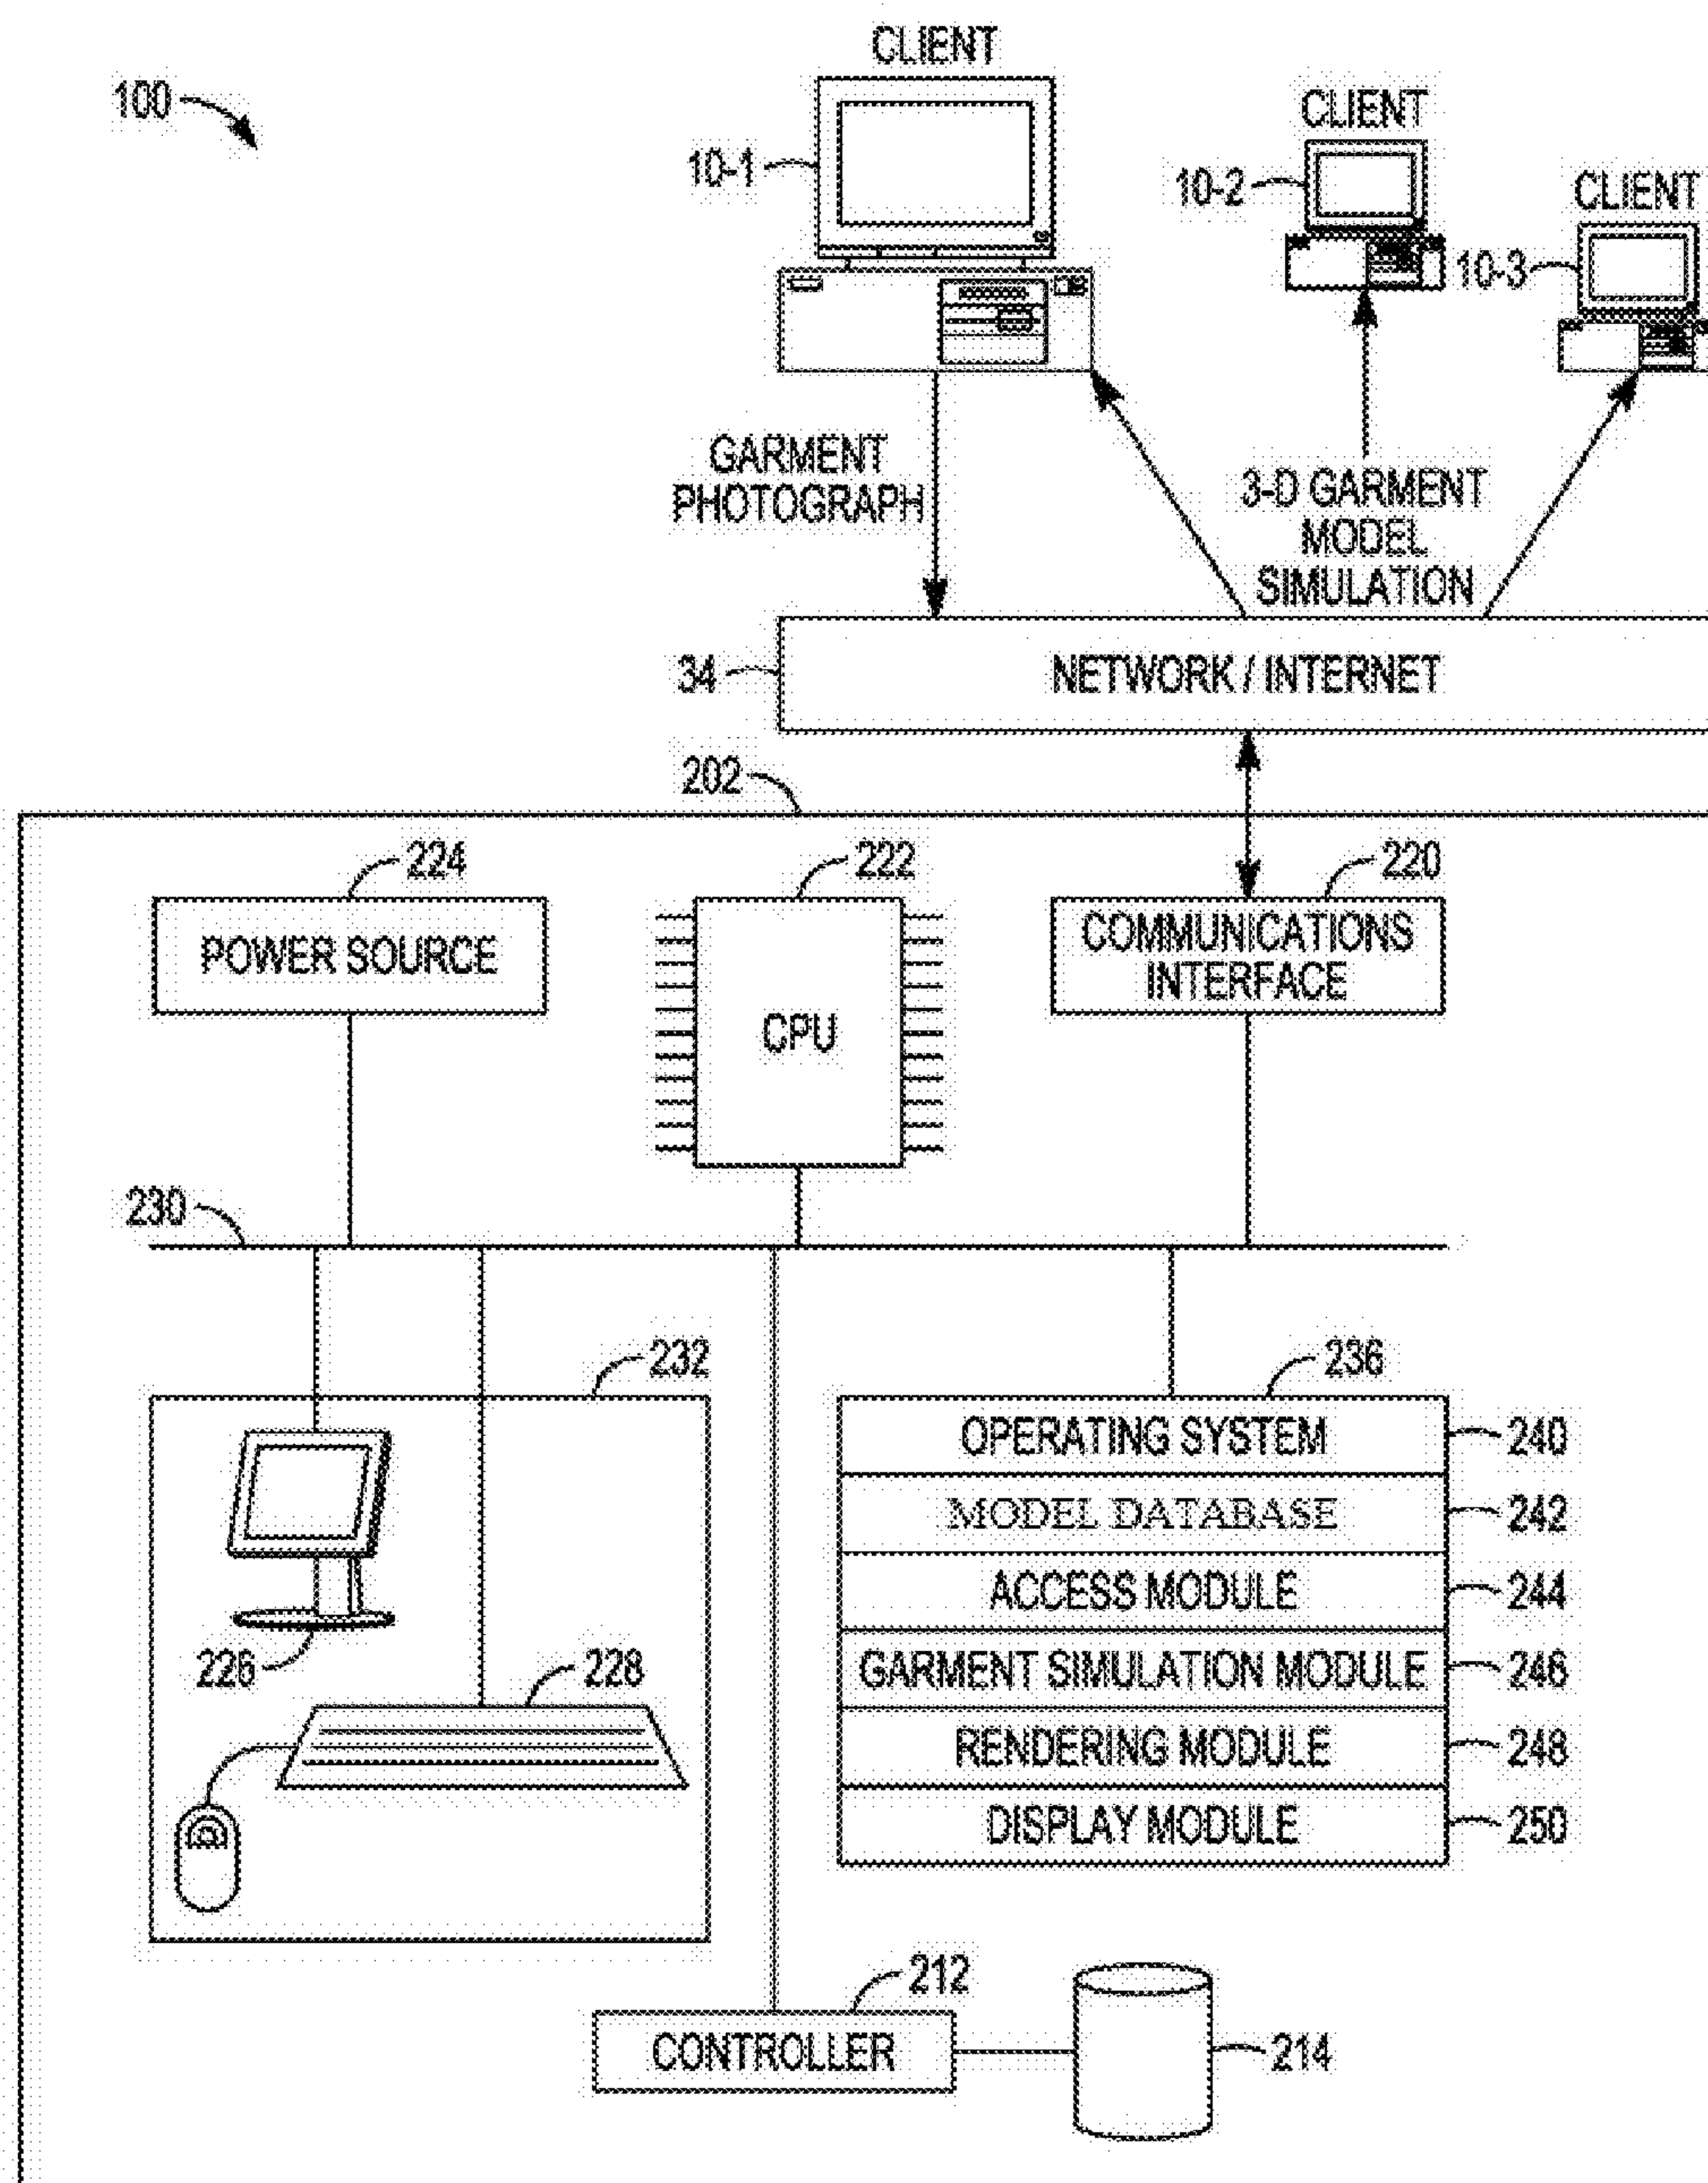 100
CLIENT
10-1
CLIENT
10-2
CLIENT
10-3
GARMENT
PHOTOGRAPH
3-D GARMENT
MODEL
SIMULATION
34
NETWORK / INTERNET
202
224
POWER SOURCE
222
CPU
220
COMMUNICATIONS
INTERFACE
230
232
226
228
236
OPERATING SYSTEM
240
MODEL DATABASE
242
ACCESS MODULE
244
GARMENT SIMULATION MODULE
246
RENDERING MODULE
248
DISPLAY MODULE
250
212
CONTROLLER
214